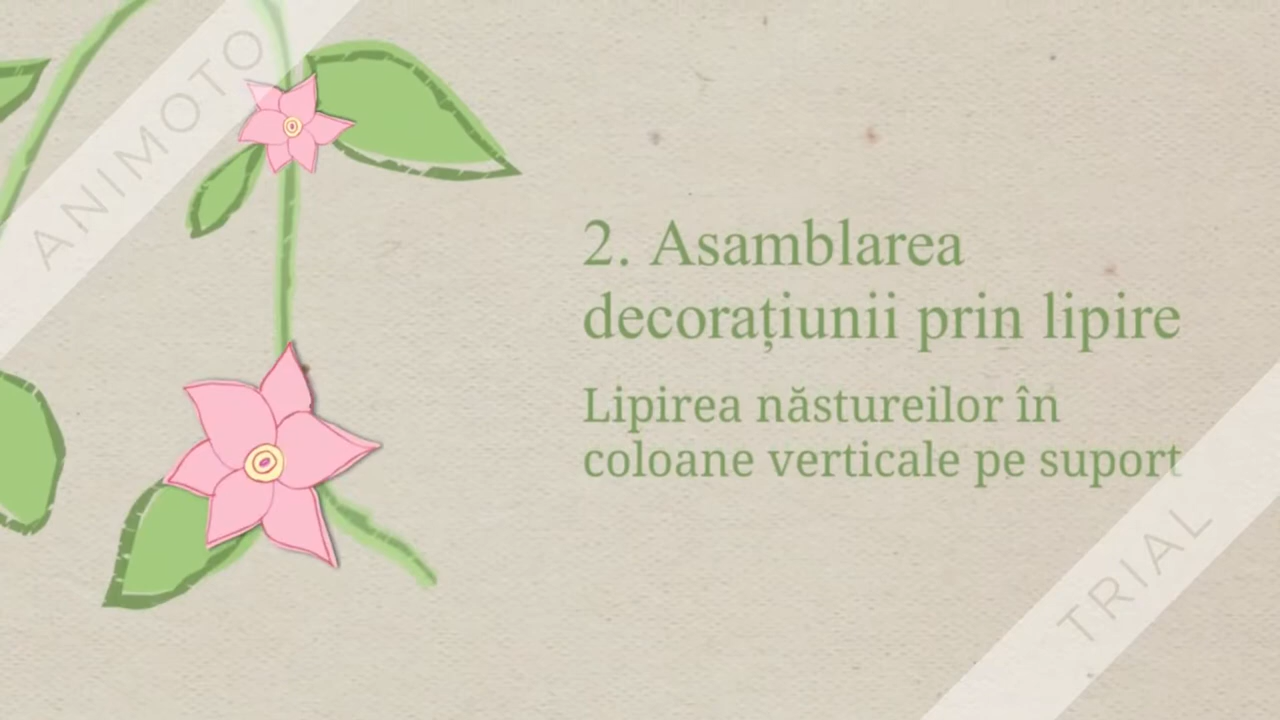 ANIMOTO
2. Asamblarea
decorațiunii prin lipire
Lipirea năstureilor în
coloane verticale pe suport
TRIAL